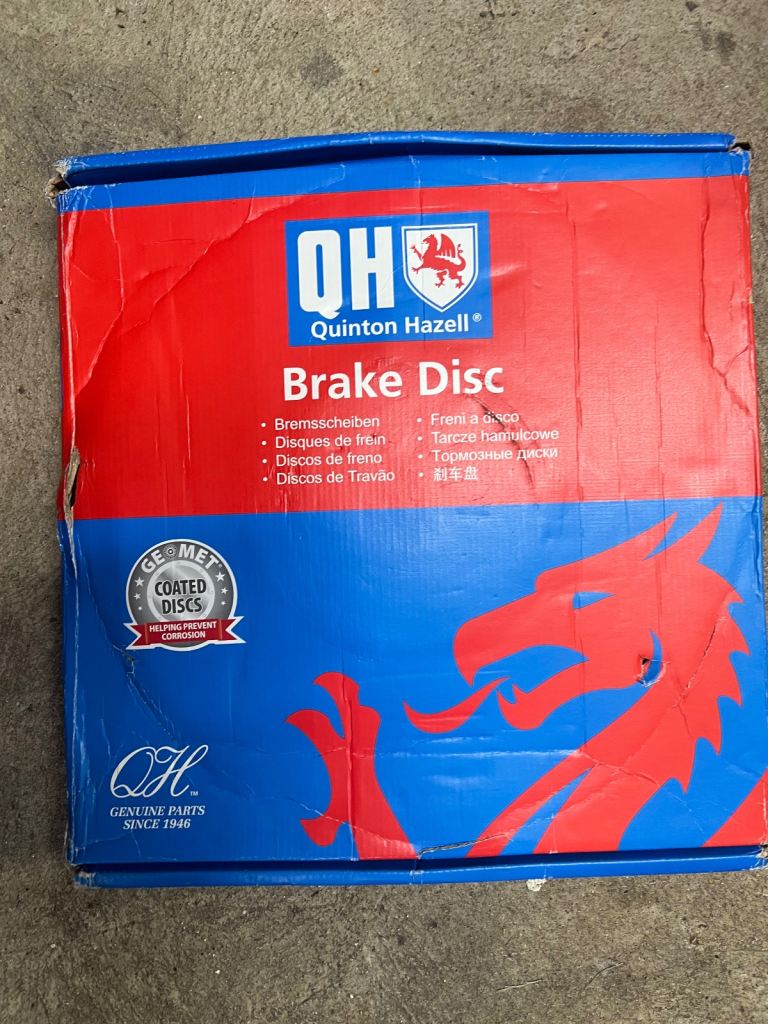 QH
Quinton Hazell®
Brake Disc
• Bremsscheiben
• Disques de frein
• Discos de freno
• Discos de Travão
• Freni a disco
• Tarcze hamulcowe
• Тормозные диски
• 刹车盘
GEOMET
COATED
DISCS
HELPING PREVENT
CORROSION
QH™
GENUINE PARTS
SINCE 1946